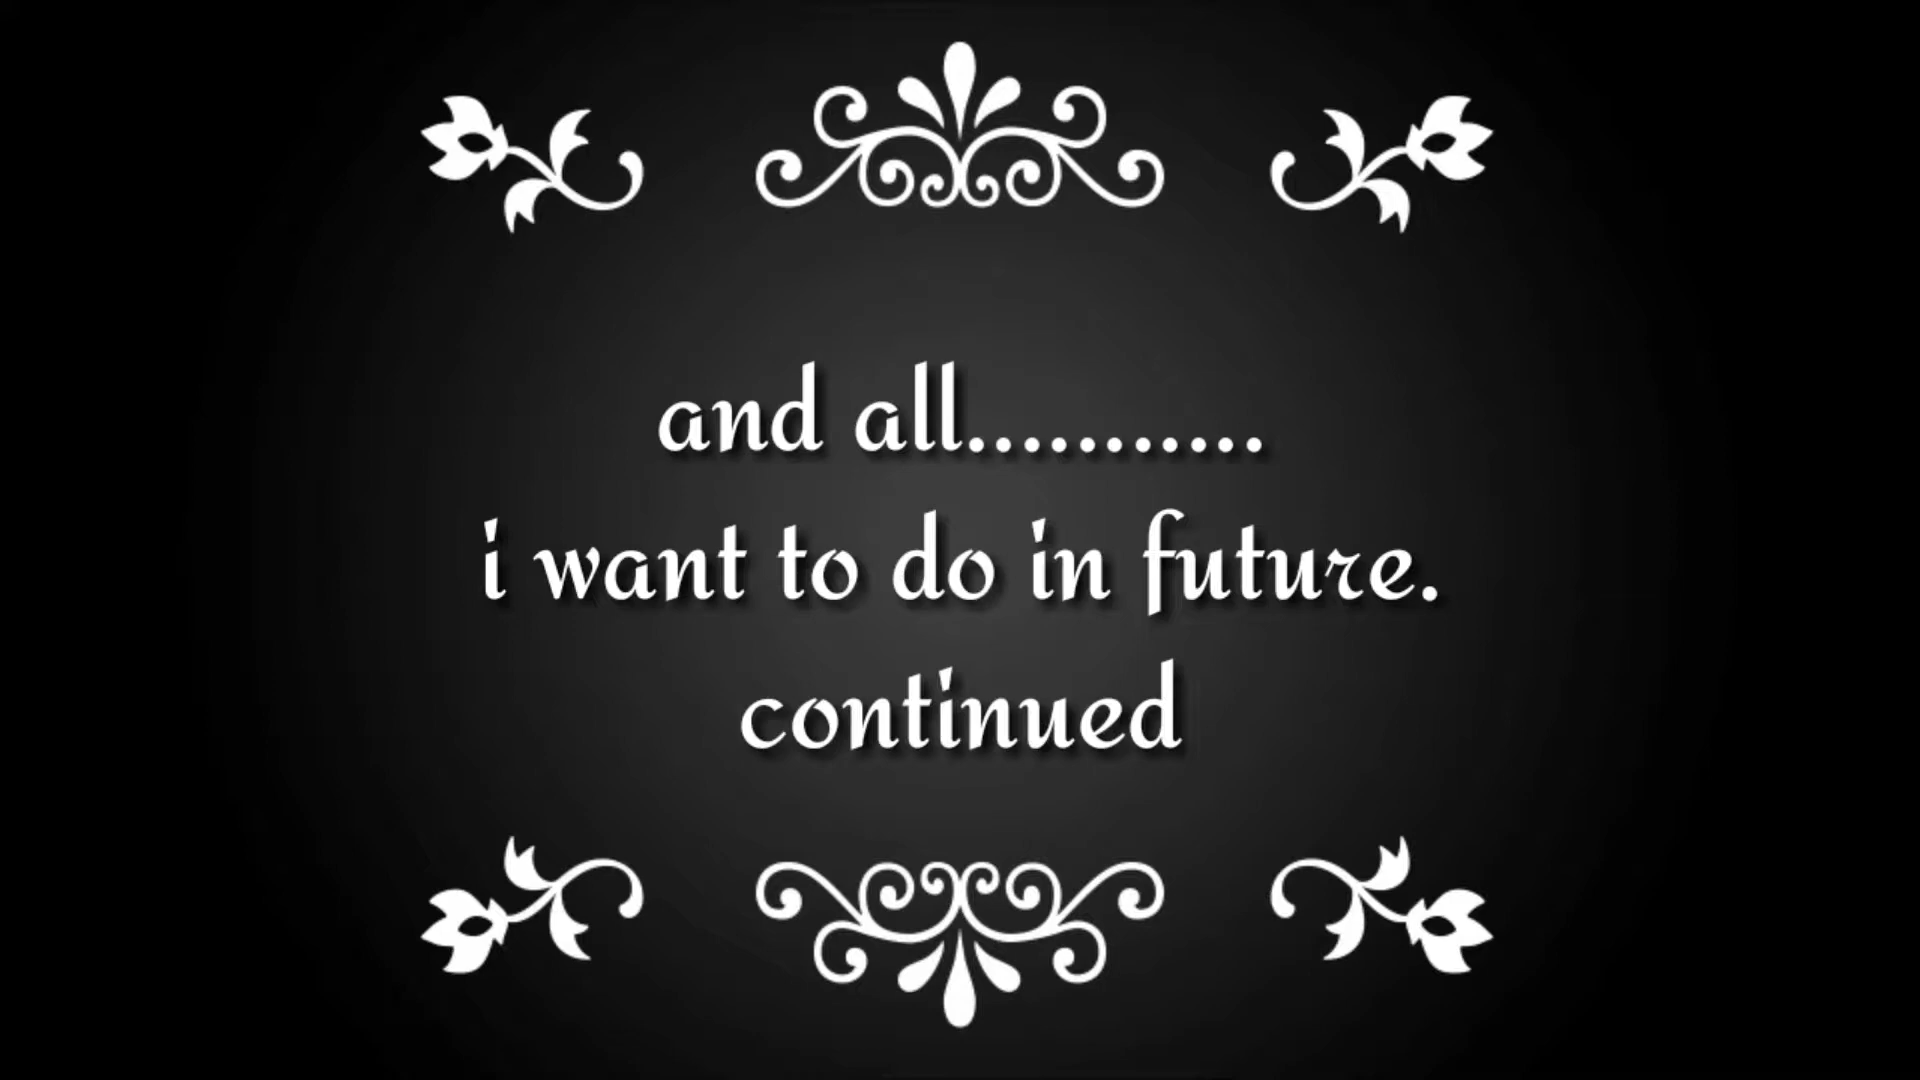 and all...........
i want to do in future.
continued